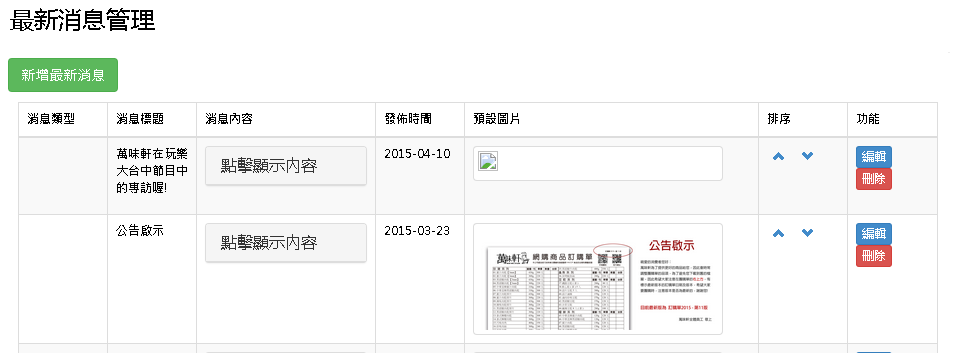 最新消息管理
新增最新消息
消息類型 消息標題 消息內容 發佈時間 預設圖片 排序 功能
萬味軒在玩樂
大台中節目中
的專訪喔!
點擊顯示內容
2015-04-10
編輯
刪除
公告啟示
點擊顯示內容
2015-03-23
萬味軒
網購商品訂購單
公告啟示
編輯
刪除